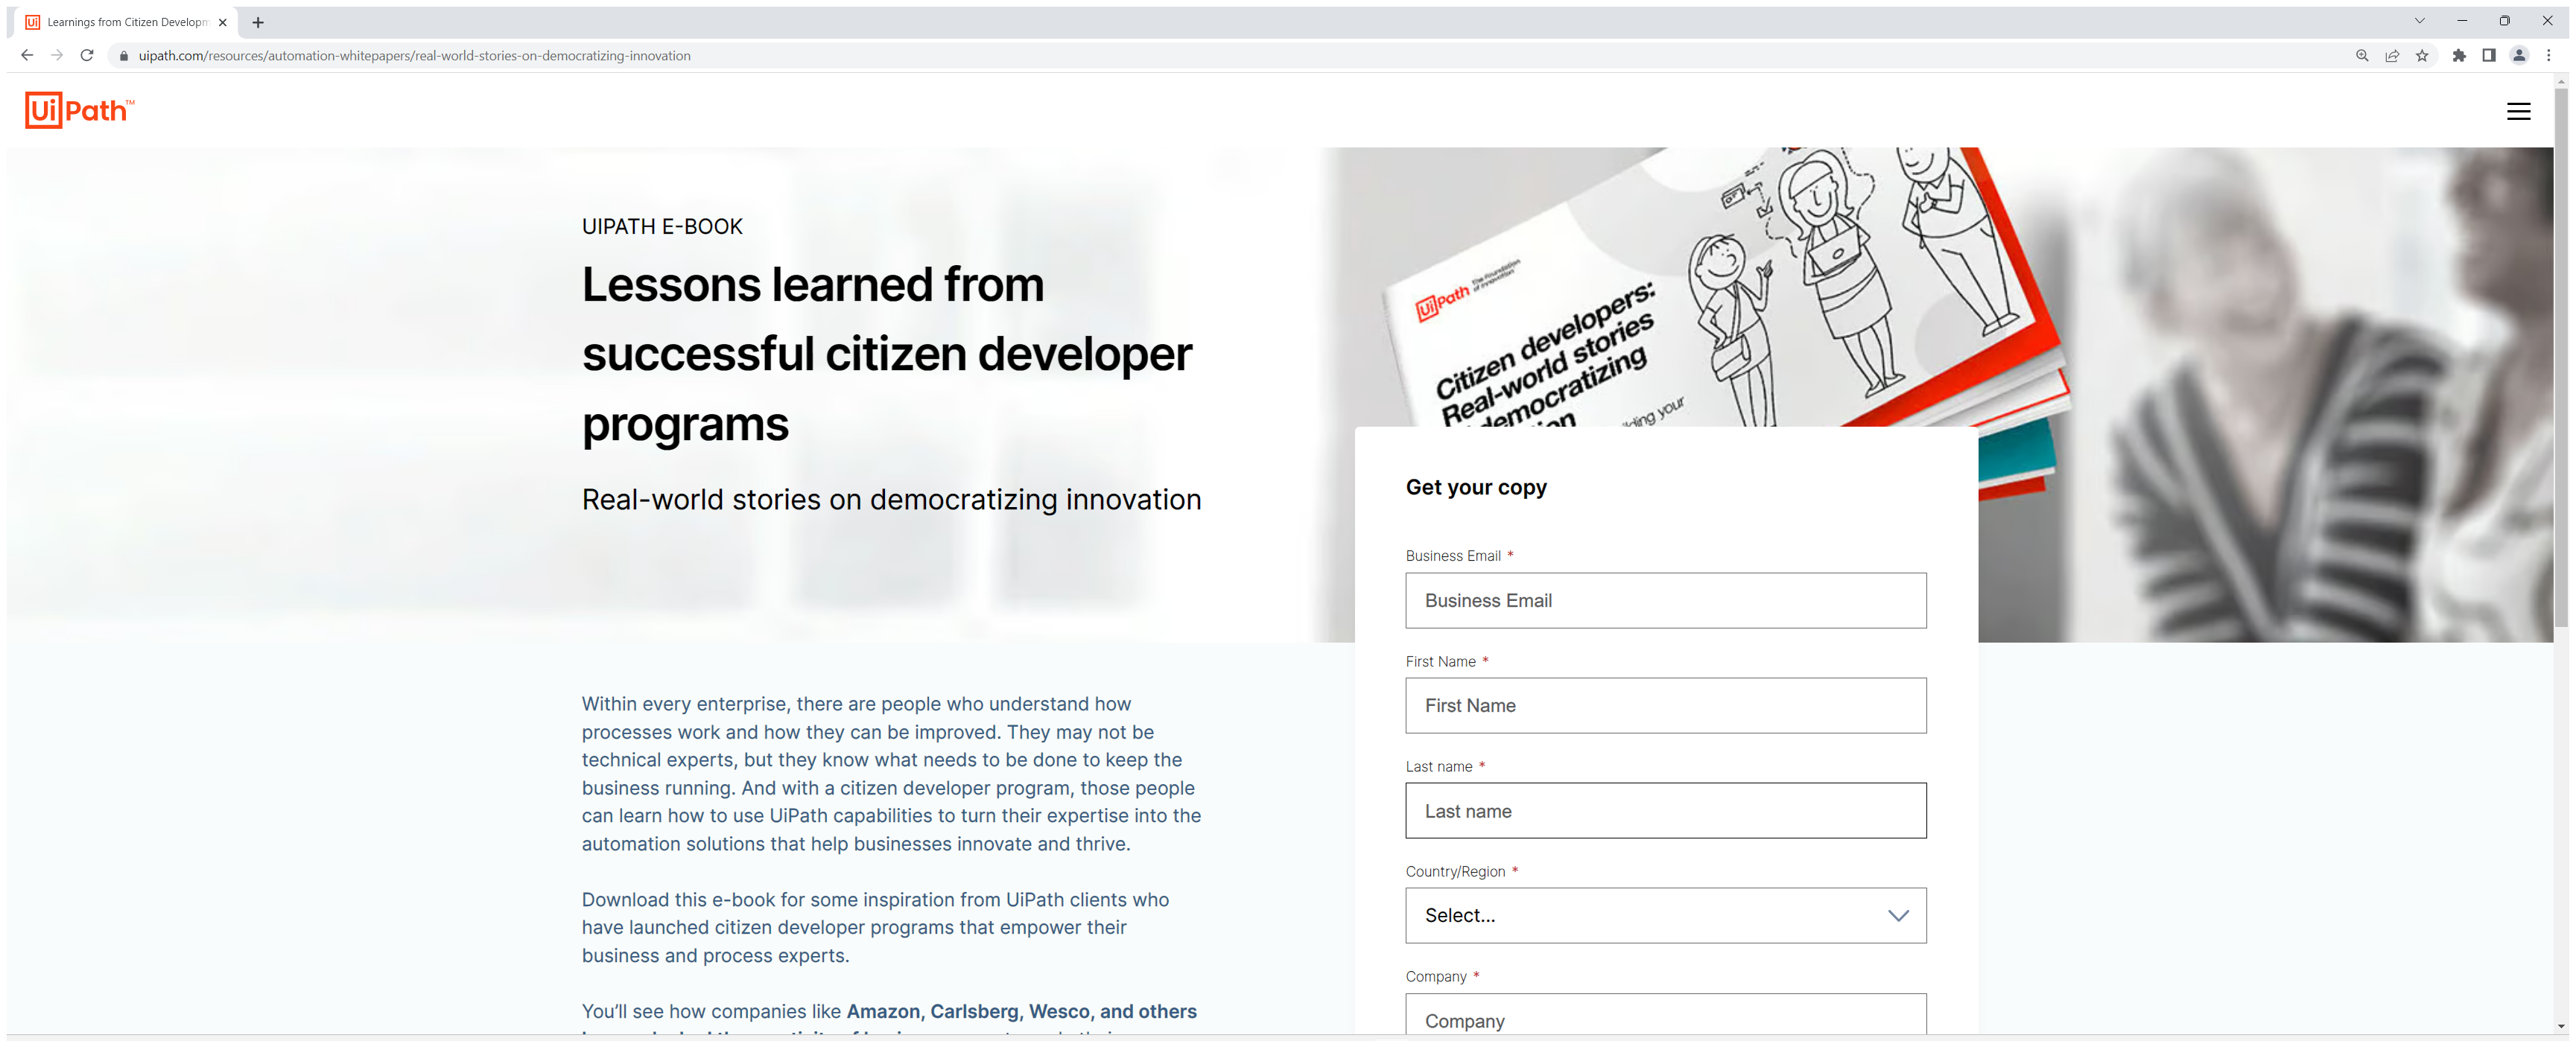 Learnings from Citizen Developm
uipath.com/resources/automation-whitepapers/real-world-stories-on-democratizing-innovation
UiPath™
UIPATH E-BOOK
Lessons learned from
successful citizen developer
programs
Real-world stories on democratizing innovation
UiPath The Foundation
of Innovation™
Citizen developers:
Real-world stories
democratizing
your
Get your copy
Business Email *
Business Email
First Name *
First Name
Last name *
Last name
Country/Region *
Select...
Company *
Company
Within every enterprise, there are people who understand how
processes work and how they can be improved. They may not be
technical experts, but they know what needs to be done to keep the
business running. And with a citizen developer program, those people
can learn how to use UiPath capabilities to turn their expertise into the
automation solutions that help businesses innovate and thrive.
Download this e-book for some inspiration from UiPath clients who
have launched citizen developer programs that empower their
business and process experts.
You’ll see how companies like Amazon, Carlsberg, Wesco, and others